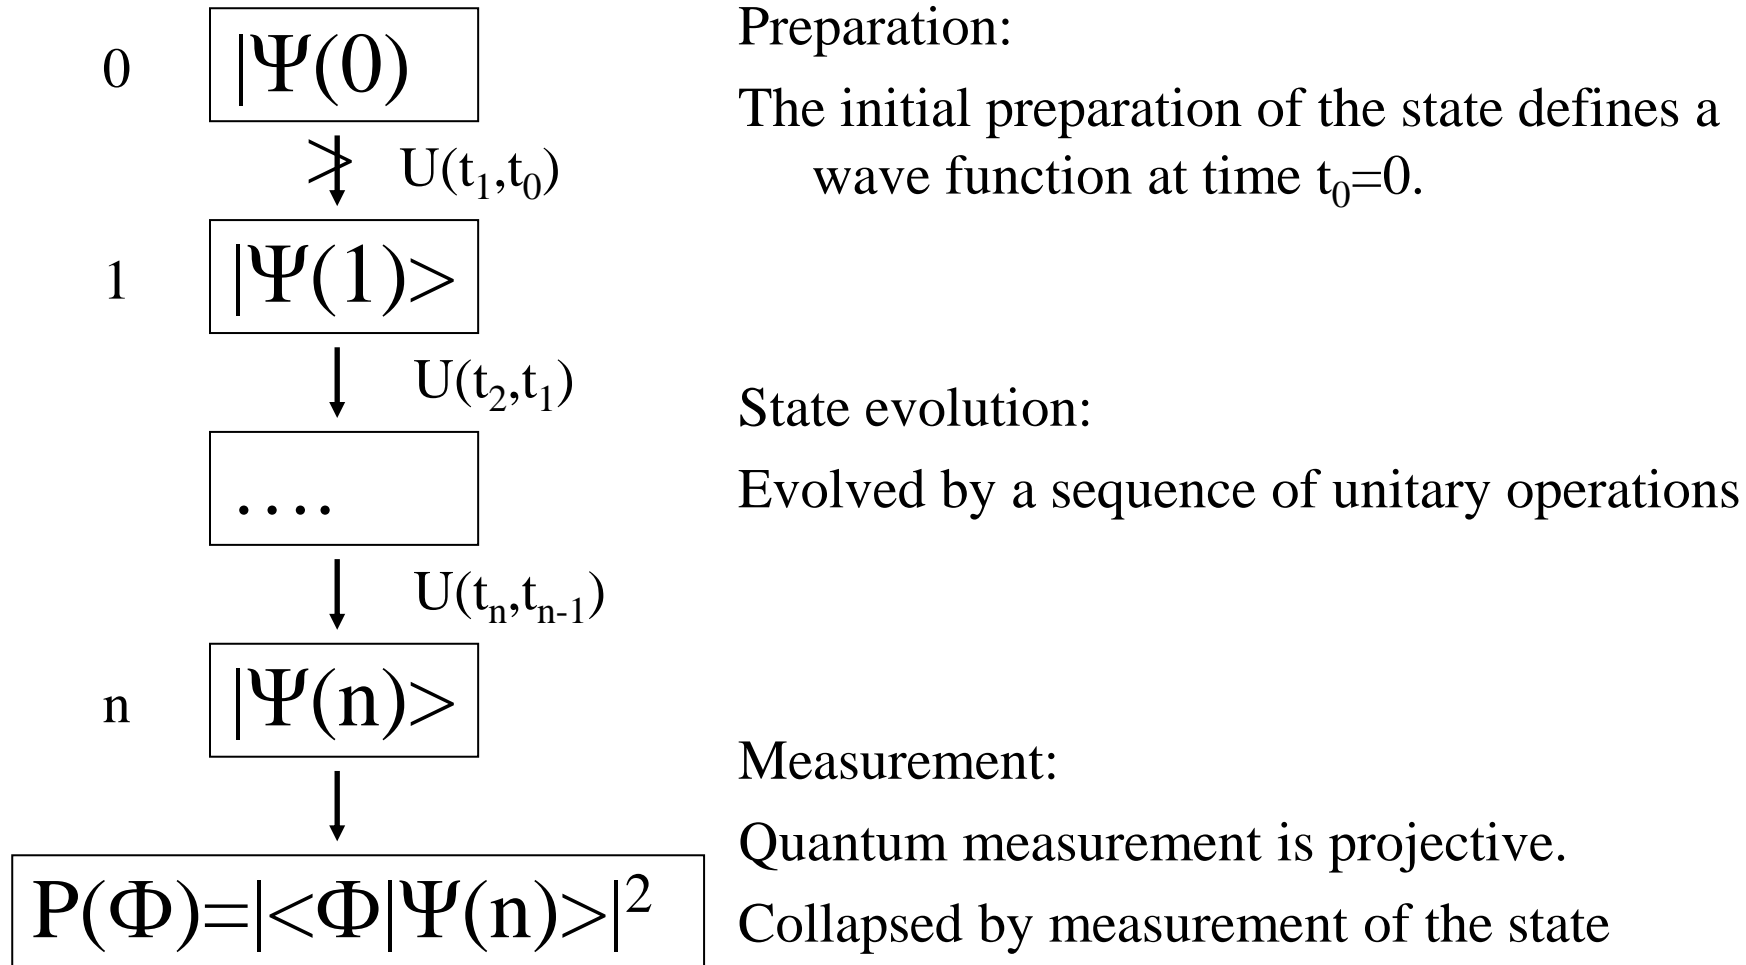 0
|Ψ(0)
>
U(t₁,t₀)
1
|Ψ(1)>
U(t₂,t₁)
….
U(tₙ,tₙ₋₁)
n
|Ψ(n)>
P(Φ)=|<Φ|Ψ(n)>|²
Preparation:
The initial preparation of the state defines a
wave function at time t₀=0.
State evolution:
Evolved by a sequence of unitary operations
Measurement:
Quantum measurement is projective.
Collapsed by measurement of the state